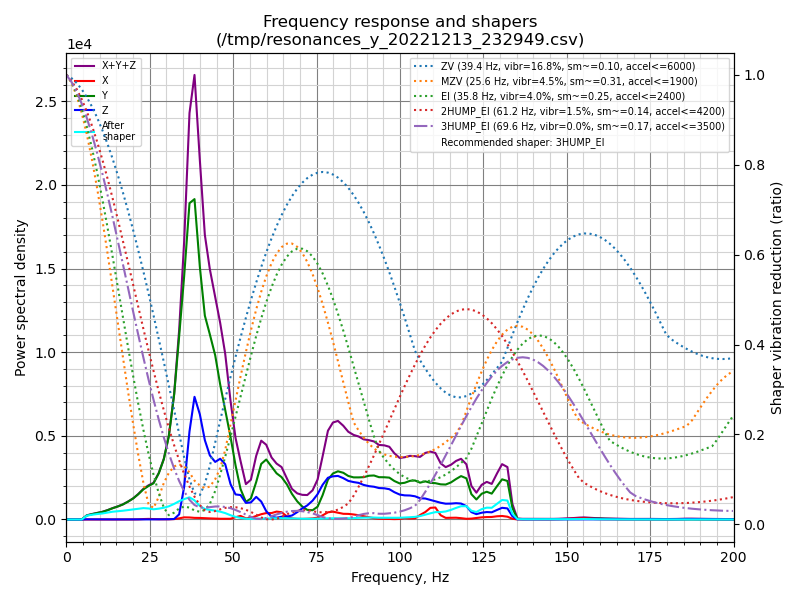 Frequency response and shapers
(/tmp/resonances_y_20221213_232949.csv)
1e4
X+Y+Z
X
Y
Z
After
shaper
ZV (39.4 Hz, vibr=16.8%, sm~=0.10, accel<=6000)
MZV (25.6 Hz, vibr=4.5%, sm~=0.31, accel<=1900)
EI (35.8 Hz, vibr=4.0%, sm~=0.25, accel<=2400)
2HUMP_EI (61.2 Hz, vibr=1.5%, sm~=0.14, accel<=4200)
3HUMP_EI (69.6 Hz, vibr=0.0%, sm~=0.17, accel<=3500)
Recommended shaper: 3HUMP_EI
Power spectral density
2.5
2.0
1.5
1.0
0.5
0.0
1.0
0.8
0.6
0.4
0.2
0.0
Shaper vibration reduction (ratio)
0 25 50 75 100 125 150 175 200
Frequency, Hz